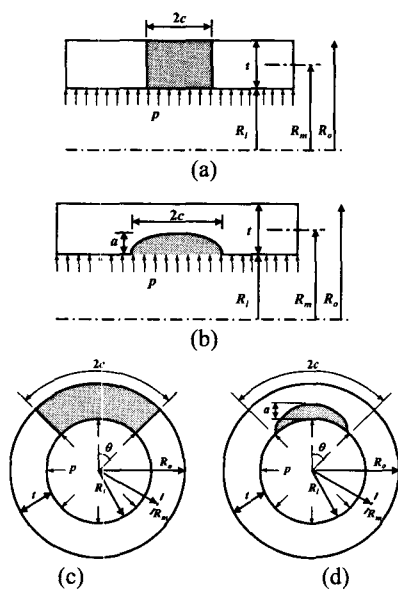 2c
t
p
R_i
R_m
R_o
(a)
2c
a
t
p
R_i
R_m
R_o
(b)
2c
θ
p
R_i
R_o
R_m
t
(c)
2c
a
θ
p
R_i
R_o
R_m
t
(d)